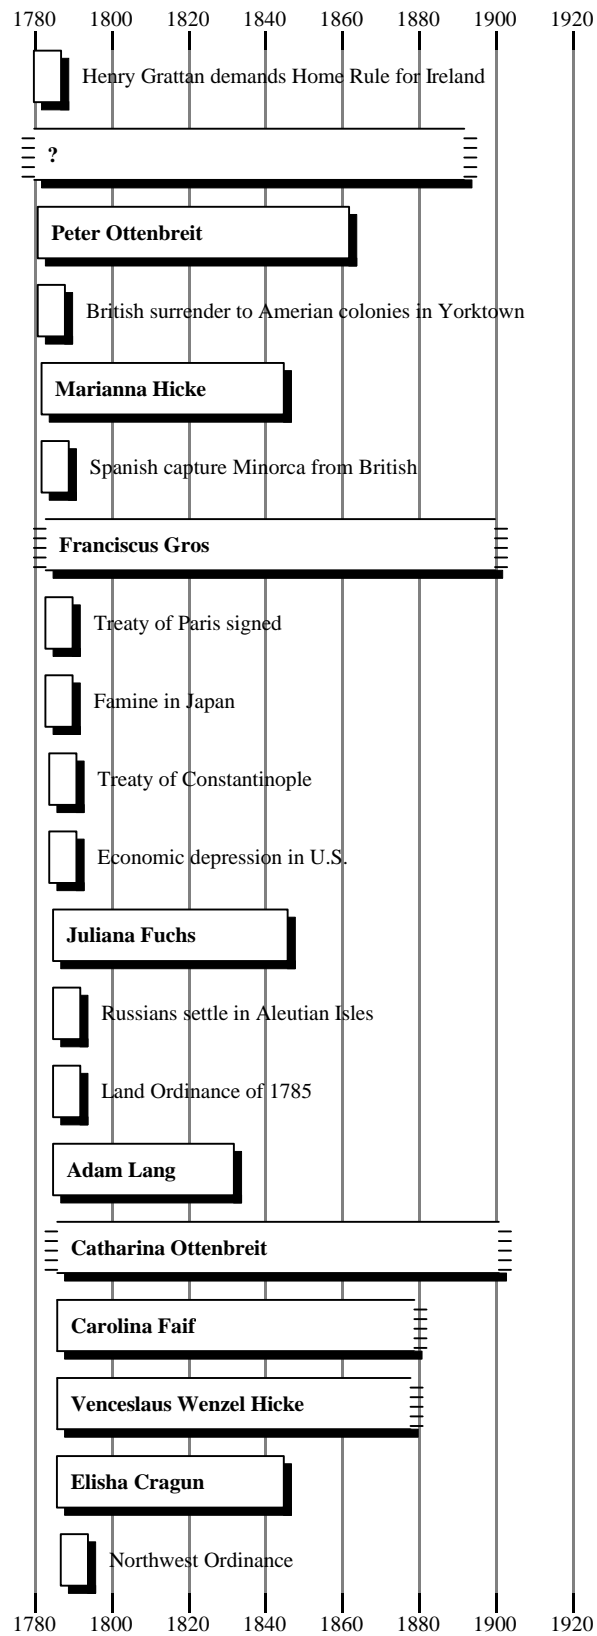 1780 1800 1820 1840 1860 1880 1900 1920
Henry Grattan demands Home Rule for Ireland
?
Peter Ottenbreit
British surrender to Amerian colonies in Yorktown
Marianna Hicke
Spanish capture Minorca from British
Franciscus Gros
Treaty of Paris signed
Famine in Japan
Treaty of Constantinople
Economic depression in U.S.
Juliana Fuchs
Russians settle in Aleutian Isles
Land Ordinance of 1785
Adam Lang
Catharina Ottenbreit
Carolina Faif
Venceslaus Wenzel Hicke
Elisha Cragun
Northwest Ordinance
1780 1800 1820 1840 1860 1880 1900 1920